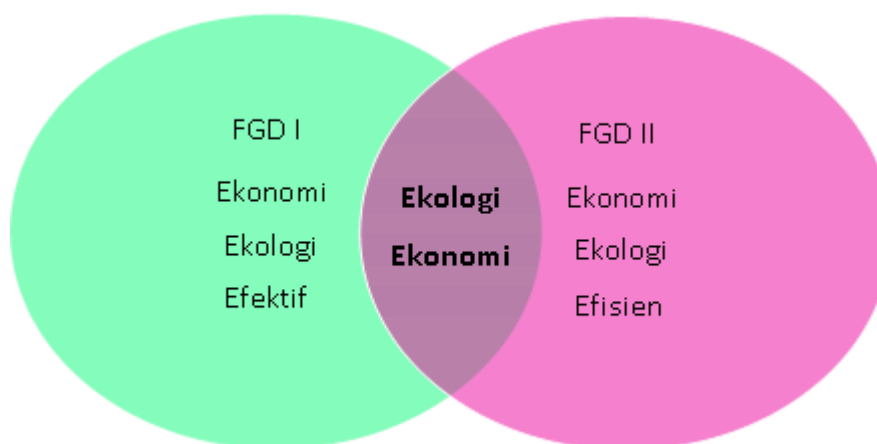 FGD I
Ekonomi
Ekologi
Efektif
Ekologi
Ekonomi
FGD II
Ekonomi
Ekologi
Efisien